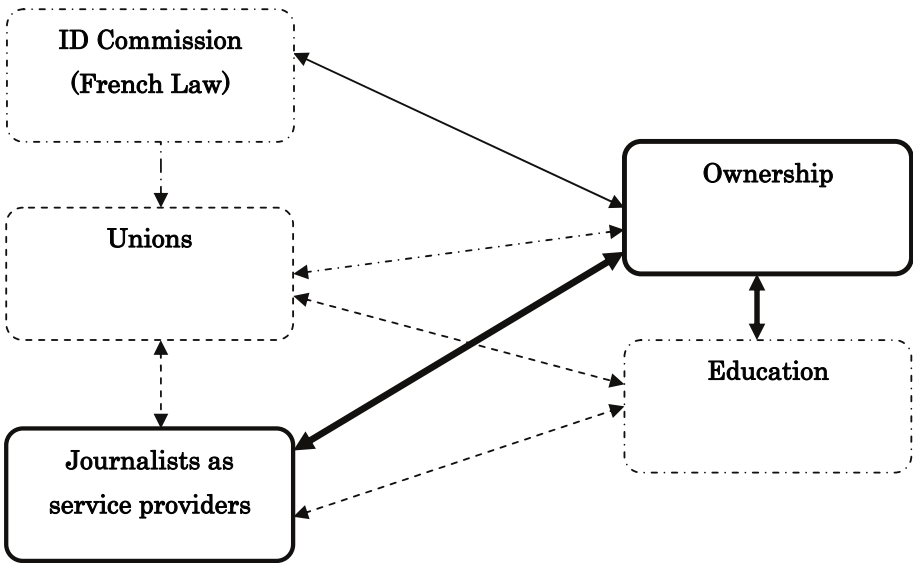 ID Commission
(French Law)
Ownership
Unions
Education
Journalists as
service providers